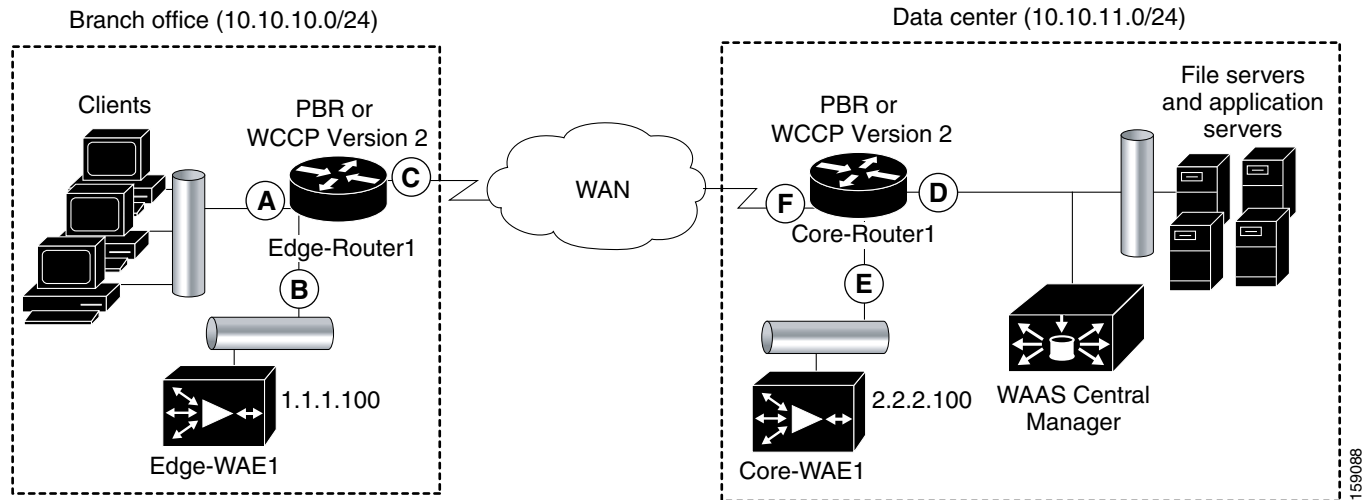 Branch office (10.10.10.0/24)
Data center (10.10.11.0/24)
Clients
PBR or
WCCP Version 2
A
C
Edge-Router1
B
1.1.1.100
Edge-WAE1
WAN
PBR or
WCCP Version 2
F
D
Core-Router1
E
2.2.2.100
Core-WAE1
File servers
and application
servers
WAAS Central
Manager
159088